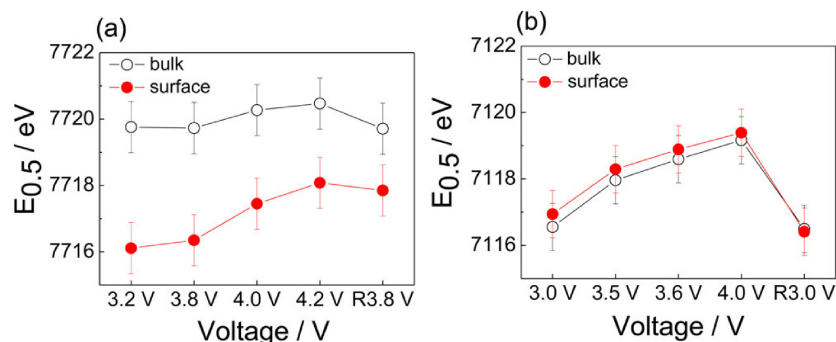 (a)
7722
7720
7718
7716
E0.5 / eV
bulk
surface
3.2 V 3.8 V 4.0 V 4.2 V R3.8 V
Voltage / V
(b)
7122
7120
7118
7116
E0.5 / eV
bulk
surface
3.0 V 3.5 V 3.6 V 4.0 V R3.0 V
Voltage / V